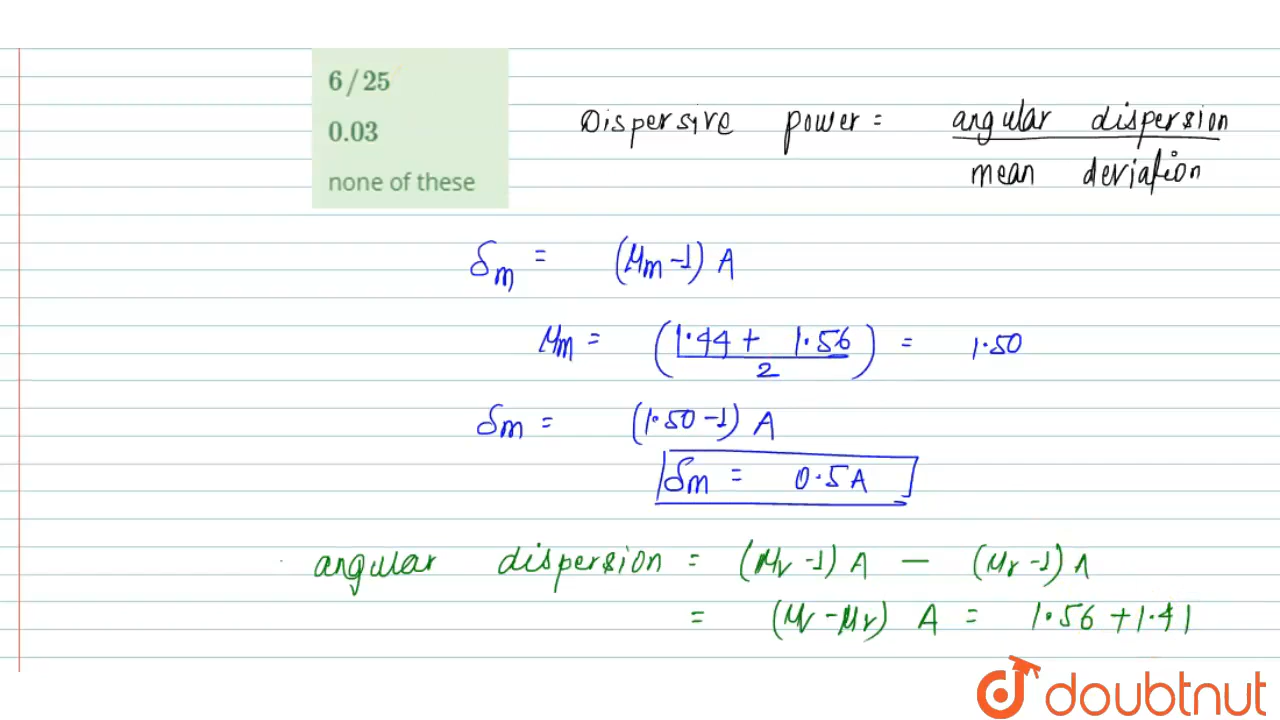 6/25
0.03
none of these
Dispersive power = angular dispersion
mean deviation
δm = (μm-1) A
μm = (1.44 + 1.56 / 2) = 1.50
δm = (1.50-1) A
δm = 0.5A
angular dispersion = (μv-1) A — (μr-1) A
= (μv-μr) A = 1.56 + 1.41
doubtnut